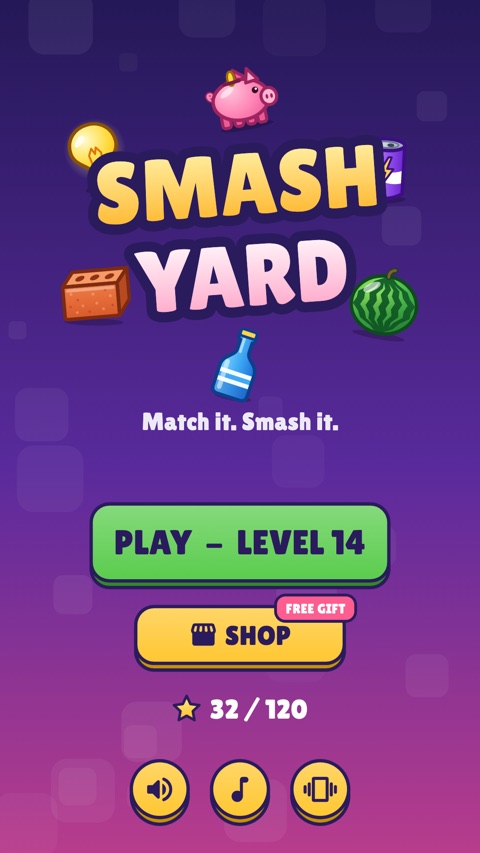 SMASH
YARD
Match it. Smash it.
PLAY – LEVEL 14
FREE GIFT
SHOP
32 / 120